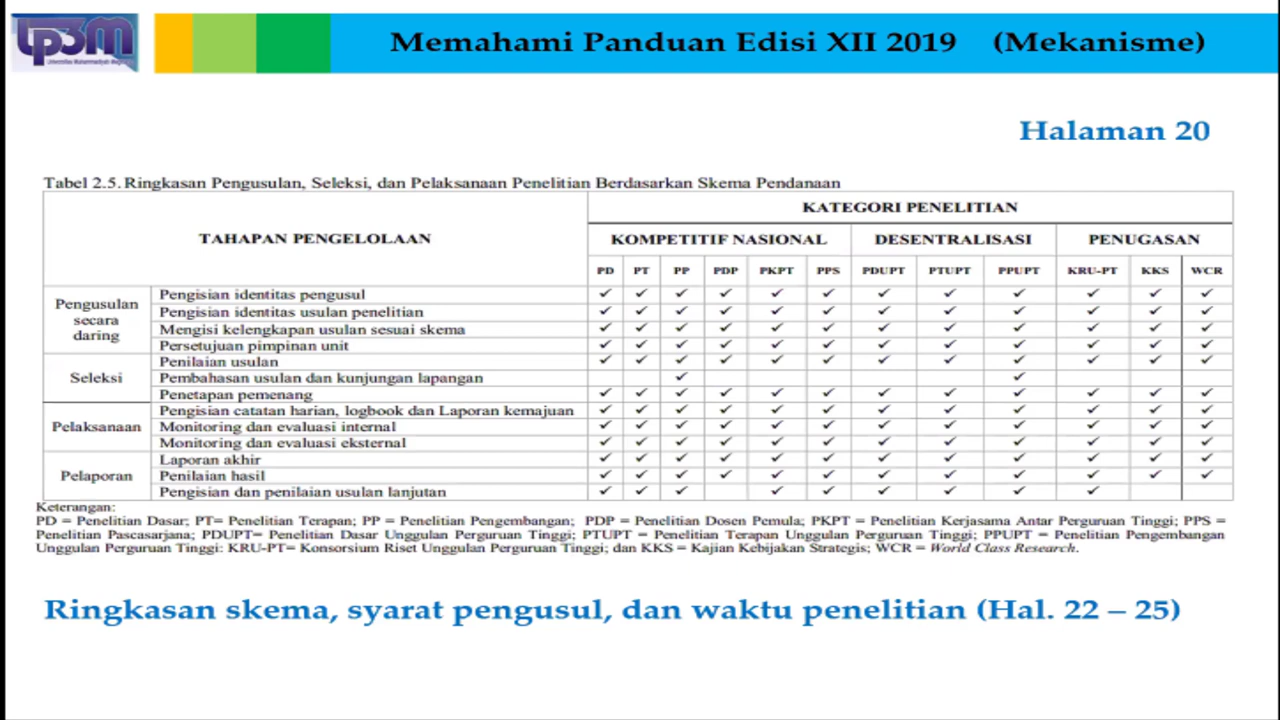 lp3m
Memahami Panduan Edisi XII 2019 (Mekanisme)
Halaman 20
Tabel 2.5. Ringkasan Pengusulan, Seleksi, dan Pelaksanaan Penelitian Berdasarkan Skema Pendanaan
TAHAPAN PENGELOLAAN KATEGORI PENELITIAN
KOMPETITIF NASIONAL DESENTRALISASI PENUGASAN
PD PT PP PDP PKPT PPS PDUPT PTUPT PPUPT KRU-PT KKS WCR
Pengusulan secara daring
Pengisian identitas pengusul ✓ ✓ ✓ ✓ ✓ ✓ ✓ ✓ ✓ ✓ ✓ ✓
Pengisian identitas usulan penelitian ✓ ✓ ✓ ✓ ✓ ✓ ✓ ✓ ✓ ✓ ✓ ✓
Mengisi kelengkapan usulan sesuai skema ✓ ✓ ✓ ✓ ✓ ✓ ✓ ✓ ✓ ✓ ✓ ✓
Persetujuan pimpinan unit ✓ ✓ ✓ ✓ ✓ ✓ ✓ ✓ ✓ ✓ ✓ ✓
Seleksi
Penilaian usulan ✓ ✓ ✓ ✓ ✓ ✓ ✓ ✓ ✓ ✓ ✓ ✓
Pembahasan usulan dan kunjungan lapangan ✓ ✓
Penetapan pemenang ✓ ✓ ✓ ✓ ✓ ✓ ✓ ✓ ✓ ✓ ✓ ✓
Pelaksanaan
Pengisian catatan harian, logbook dan Laporan kemajuan ✓ ✓ ✓ ✓ ✓ ✓ ✓ ✓ ✓ ✓ ✓ ✓
Monitoring dan evaluasi internal ✓ ✓ ✓ ✓ ✓ ✓ ✓ ✓ ✓ ✓ ✓ ✓
Monitoring dan evaluasi eksternal ✓ ✓ ✓ ✓ ✓ ✓ ✓ ✓ ✓ ✓ ✓ ✓
Pelaporan
Laporan akhir ✓ ✓ ✓ ✓ ✓ ✓ ✓ ✓ ✓ ✓ ✓ ✓
Penilaian hasil ✓ ✓ ✓ ✓ ✓ ✓ ✓ ✓ ✓ ✓ ✓ ✓
Pengisian dan penilaian usulan lanjutan ✓ ✓ ✓ ✓ ✓ ✓ ✓ ✓ ✓
Keterangan:
PD = Penelitian Dasar; PT= Penelitian Terapan; PP = Penelitian Pengembangan; PDP = Penelitian Dosen Pemula; PKPT = Penelitian Kerjasama Antar Perguruan Tinggi; PPS =
Penelitian Pascasarjana; PDUPT= Penelitian Dasar Unggulan Perguruan Tinggi; PTUPT = Penelitian Terapan Unggulan Perguruan Tinggi; PPUPT = Penelitian Pengembangan
Unggulan Perguruan Tinggi: KRU-PT= Konsorsium Riset Unggulan Perguruan Tinggi; dan KKS = Kajian Kebijakan Strategis; WCR = World Class Research.
Ringkasan skema, syarat pengusul, dan waktu penelitian (Hal. 22 – 25)